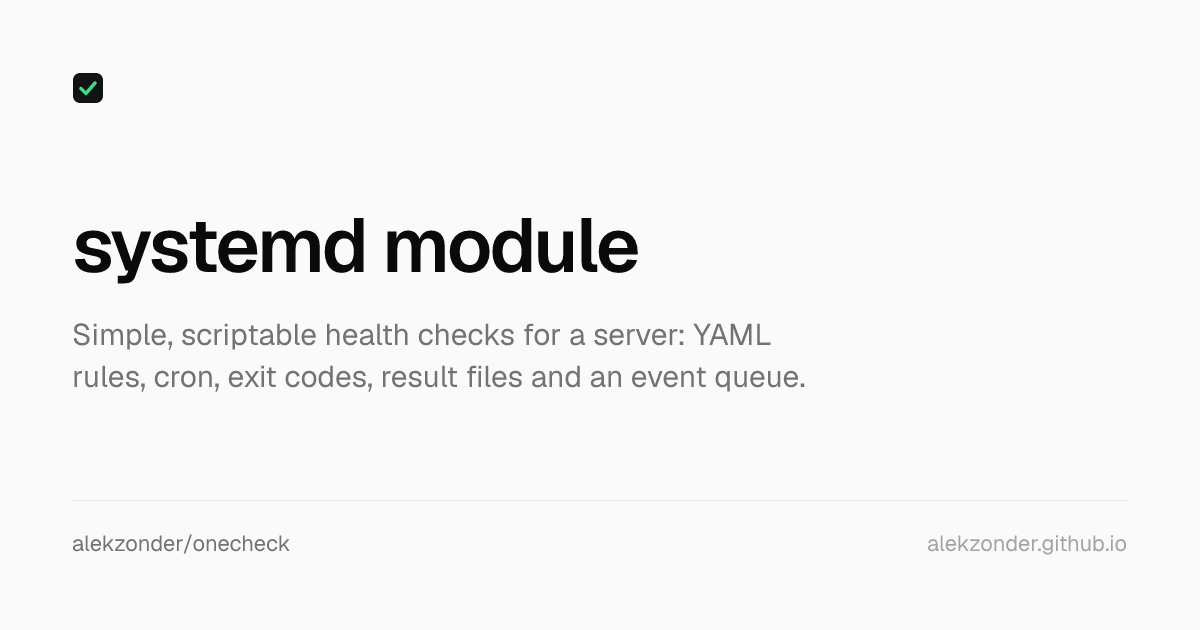 systemd module
Simple, scriptable health checks for a server: YAML
rules, cron, exit codes, result files and an event queue.
alekzonder/onecheck
alekzonder.github.io